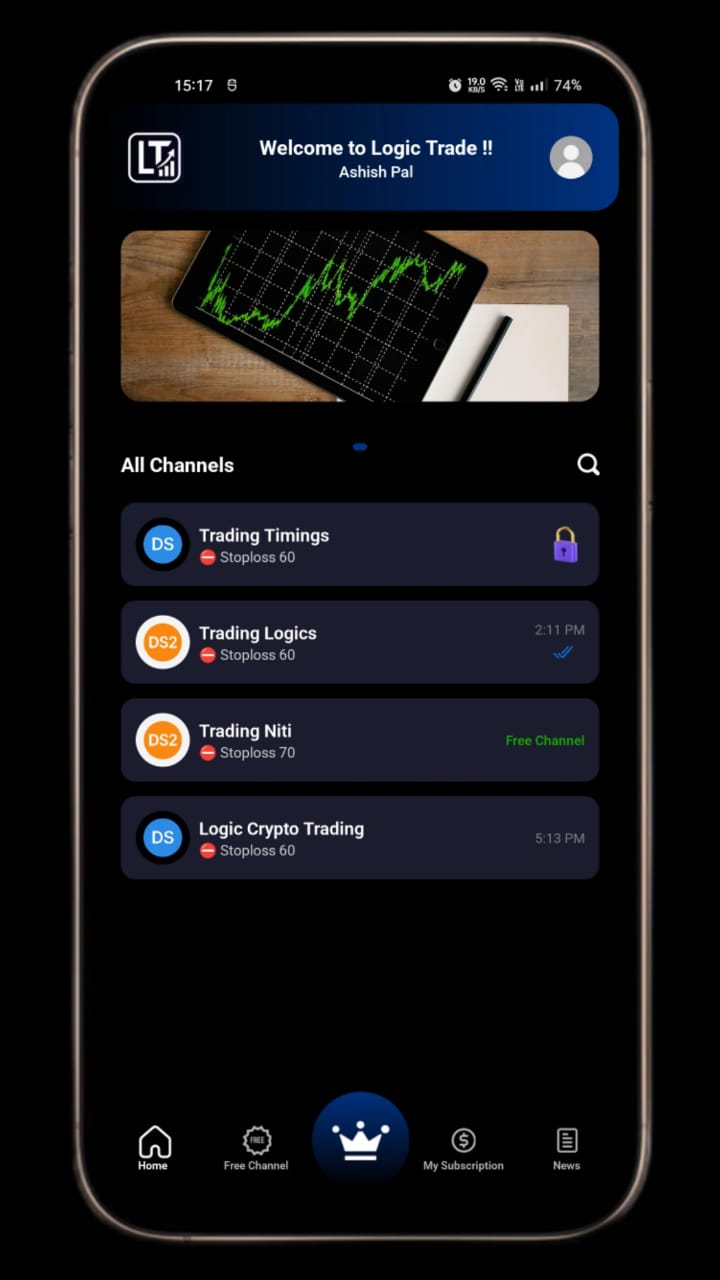 15:17
19.0
KB/S
Vo
LTE
74%
LT
Welcome to Logic Trade !!
Ashish Pal
All Channels
DS
Trading Timings
Stoploss 60
DS2
Trading Logics
Stoploss 60
2:11 PM
DS2
Trading Niti
Stoploss 70
Free Channel
DS
Logic Crypto Trading
Stoploss 60
5:13 PM
Home
FREE
Free Channel
My Subscription
News